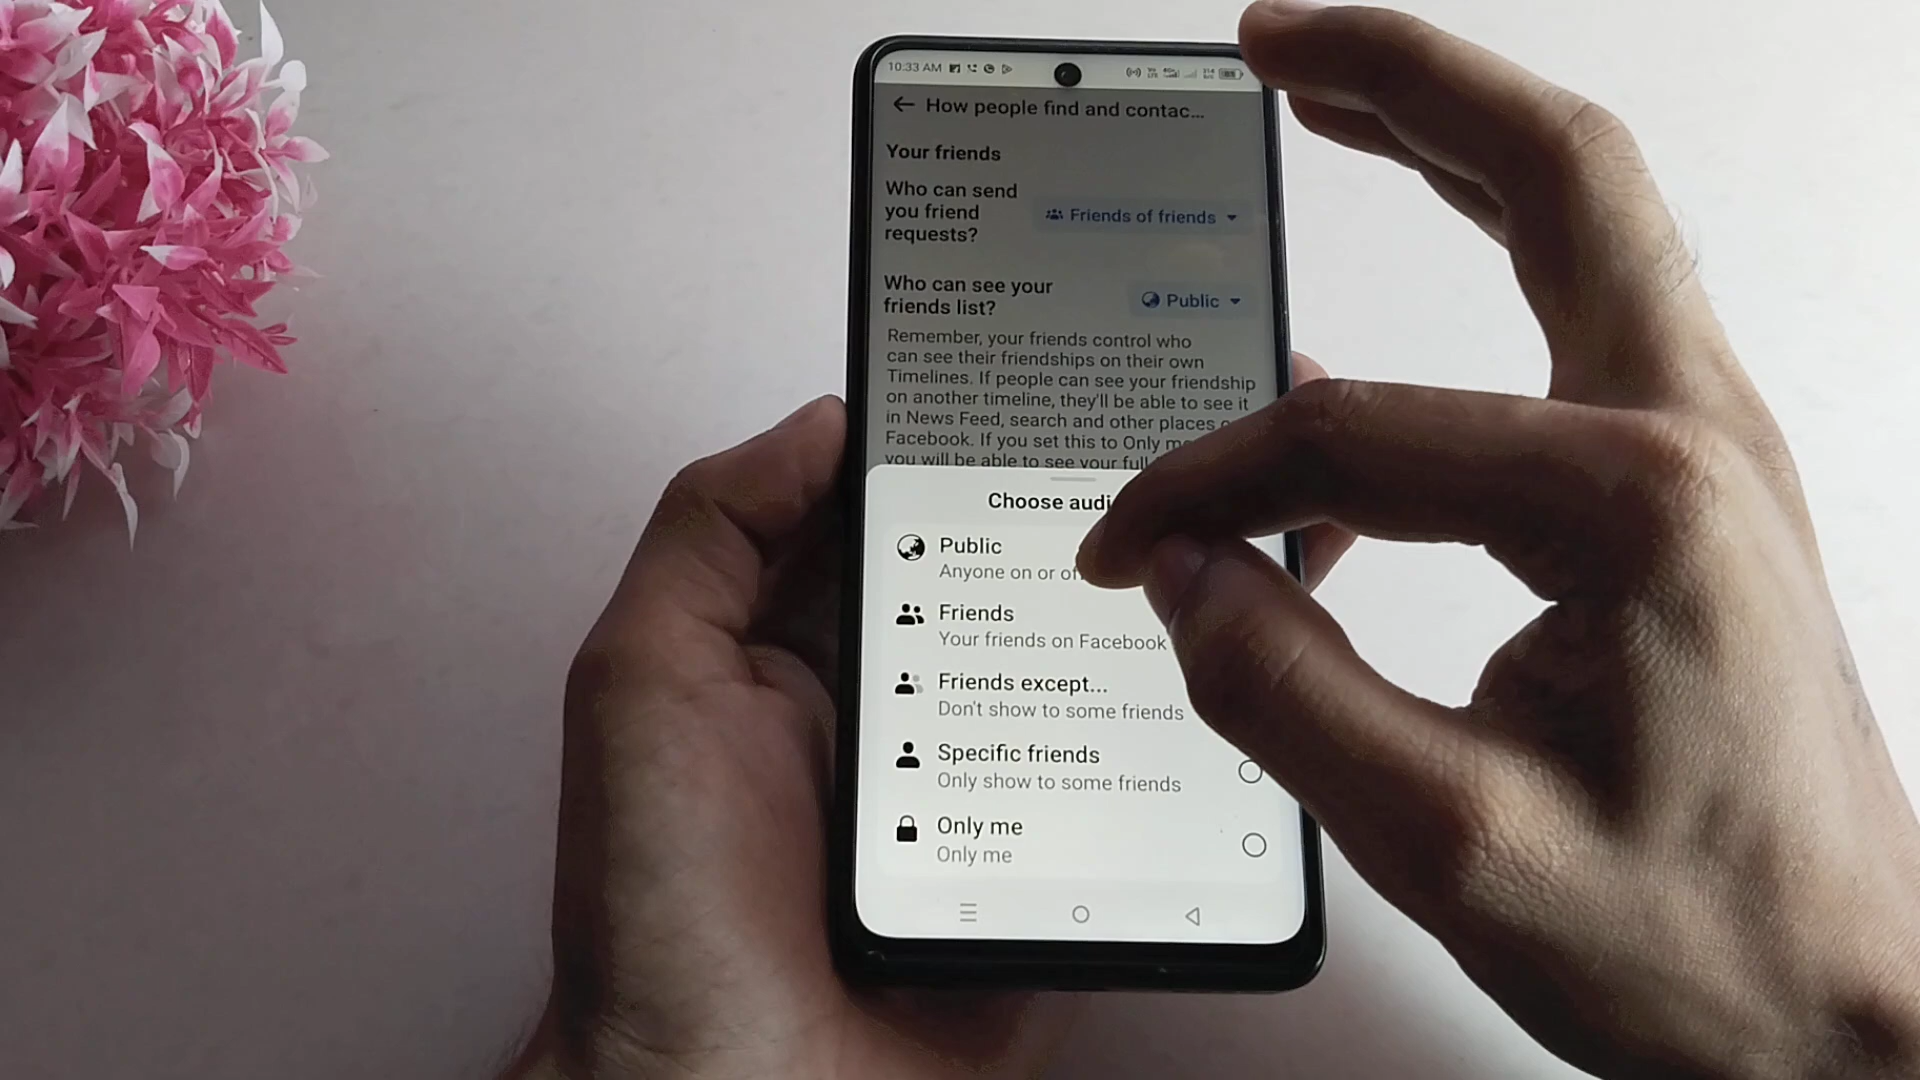 10:33 AM
How people find and contac...
Your friends
Who can send
you friend
requests?
Friends of friends
Who can see your
friends list?
Public
Remember, your friends control who
can see their friendships on their own
Timelines. If people can see your friendship
on another timeline, they'll be able to see it
in News Feed, search and other places
Facebook. If you set this to Only
you will be able to see your full
Choose
Public
Anyone on or
Friends
Your friends on Facebook
Friends except...
Don't show to some friends
Specific friends
Only show to some friends
Only me
Only me